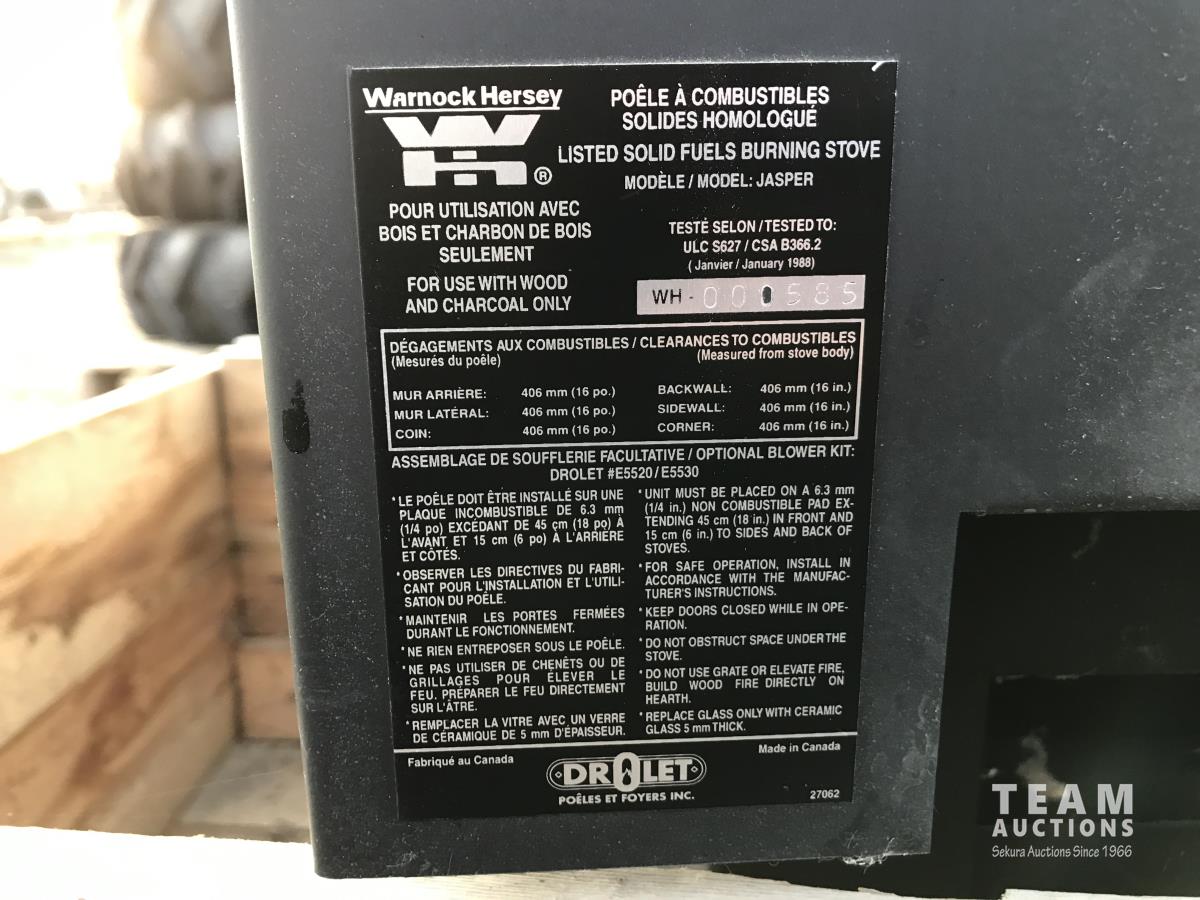 Warnock Hersey
WH®
POUR UTILISATION AVEC
BOIS ET CHARBON DE BOIS
SEULEMENT
FOR USE WITH WOOD
AND CHARCOAL ONLY
POÊLE À COMBUSTIBLES
SOLIDES HOMOLOGUÉ
LISTED SOLID FUELS BURNING STOVE
MODÈLE / MODEL: JASPER
TESTÉ SELON / TESTED TO:
ULC S627 / CSA B366.2
( Janvier / January 1988)
WH - 000585
DÉGAGEMENTS AUX COMBUSTIBLES / CLEARANCES TO COMBUSTIBLES
(Mesurés du poêle) (Measured from stove body)
MUR ARRIÈRE: 406 mm (16 po.) BACKWALL: 406 mm (16 in.)
MUR LATÉRAL: 406 mm (16 po.) SIDEWALL: 406 mm (16 in.)
COIN: 406 mm (16 po.) CORNER: 406 mm (16 in.)
ASSEMBLAGE DE SOUFFLERIE FACULTATIVE / OPTIONAL BLOWER KIT:
DROLET #E5520/E5530
* LE POÊLE DOIT ÊTRE INSTALLÉ SUR UNE
PLAQUE INCOMBUSTIBLE DE 6.3 mm
(1/4 po) EXCÉDANT DE 45 cm (18 po) À
L'AVANT ET 15 cm (6 po) À L'ARRIÈRE
ET CÔTÉS.
* OBSERVER LES DIRECTIVES DU FABRI-
CANT POUR L'INSTALLATION ET L'UTILI-
SATION DU POÊLE.
* MAINTENIR LES PORTES FERMÉES
DURANT LE FONCTIONNEMENT.
* NE RIEN ENTREPOSER SOUS LE POÊLE.
* NE PAS UTILISER DE CHENÊTS OU DE
GRILLAGES POUR ÉLEVER LE
FEU. PRÉPARER LE FEU DIRECTEMENT
SUR L'ÂTRE.
* REMPLACER LA VITRE AVEC UN VERRE
DE CÉRAMIQUE DE 5 mm D'ÉPAISSEUR.
* UNIT MUST BE PLACED ON A 6.3 mm
(1/4 in.) NON COMBUSTIBLE PAD EX-
TENDING 45 cm (18 in.) IN FRONT AND
15 cm (6 in.) TO SIDES AND BACK OF
STOVES.
* FOR SAFE OPERATION, INSTALL IN
ACCORDANCE WITH THE MANUFAC-
TURER'S INSTRUCTIONS.
* KEEP DOORS CLOSED WHILE IN OPE-
RATION.
* DO NOT OBSTRUCT SPACE UNDER THE
STOVE.
* DO NOT USE GRATE OR ELEVATE FIRE,
BUILD WOOD FIRE DIRECTLY ON
HEARTH.
* REPLACE GLASS ONLY WITH CERAMIC
GLASS 5 mm THICK.
Fabriqué au Canada
Made in Canada
DROLET
POÊLES ET FOYERS INC.
27062
TEAM
AUCTIONS
Sekura Auctions Since 1966